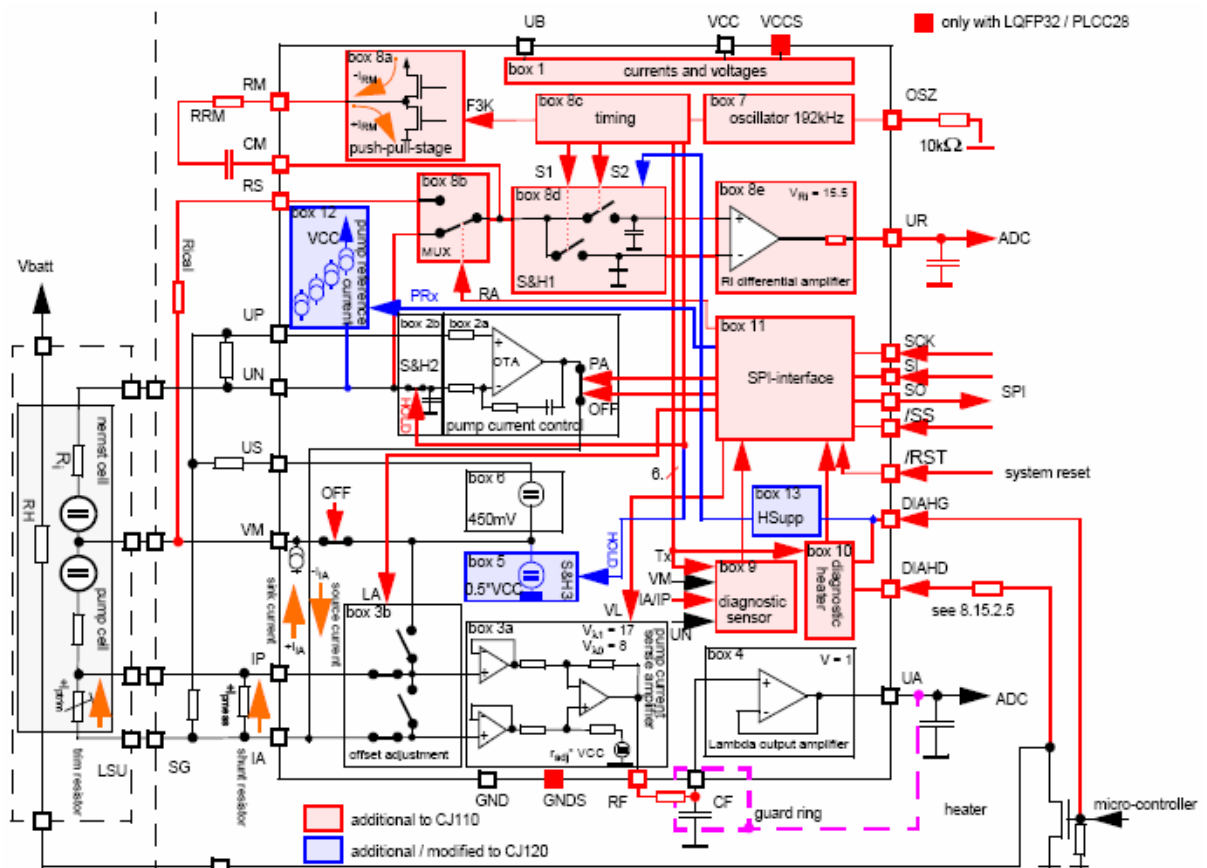 UB
VCC
VCCS
only with LQFP32 / PLCC28
box 1
currents and voltages
RM
RRM
CM
RS
box 8a
-IRM
+IRM
push-pull-stage
F3K
box 8c
timing
box 7
oscillator 192kHz
OSZ
10kΩ
S1
S2
box 8b
MUX
box 8d
S&H1
box 8e
VRi = 15.5
RI differential amplifier
UR
ADC
box 12
VCC
pump reference current
Rical
Vbatt
RA
PRx
UP
UN
box 2b
S&H2
HOLD
box 2a
OTA
pump current control
PA
OFF
box 11
SPI-interface
SCK
SI
SO
SPI
/SS
/RST
system reset
US
OFF
box 6
450mV
6.
box 13
HSupp
DIAHG
DIAHD
see 8.15.2.5
nernst cell
Ri
RH
pump cell
VM
sink current
+IIA
-IIA
source current
LA
box 5
0.5*VCC
S&H3
HOLD
Tx
VM
IA/IP
UN
VL
box 9
diagnostic sensor
box 10
diagnostic heater
box 3b
offset adjustment
box 3a
Vλ1 = 17
Vλ0 = 8
pump current sense amplifier
radj* VCC
box 4
V = 1
Lambda output amplifier
UA
ADC
IP
+Ipmeas
shunt resistor
IA
trim resistor
LSU
SG
GND
GNDS
RF
CF
guard ring
heater
micro-controller
additional to CJ110
additional / modified to CJ120